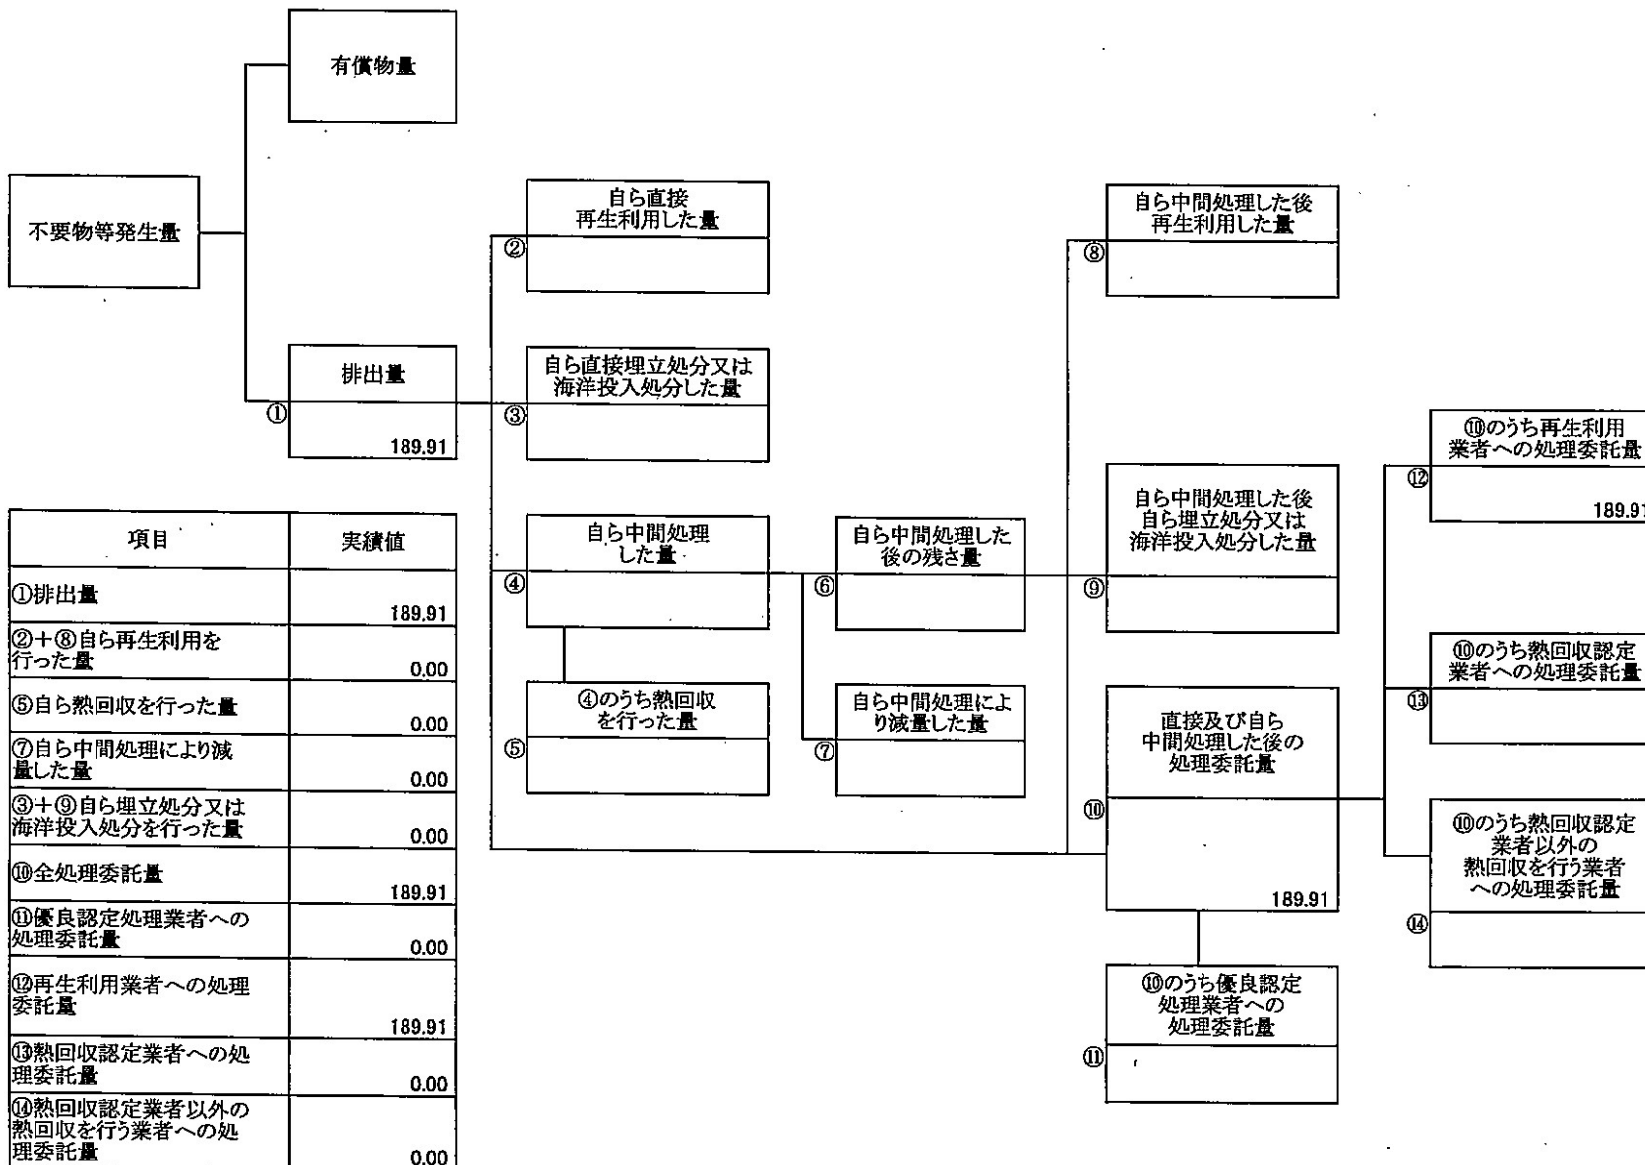 有償物量
不要物等発生量
排出量
①
189.91
自ら直接
再生利用した量
②
自ら直接埋立処分又は
海洋投入処分した量
③
自ら中間処理
した量
④
④のうち熱回収
を行った量
⑤
自ら中間処理した
後の残さ量
⑥
自ら中間処理によ
り減量した量
⑦
自ら中間処理した後
再生利用した量
⑧
自ら中間処理した後
自ら埋立処分又は
海洋投入処分した量
⑨
直接及び自ら
中間処理した後の
処理委託量
⑩
189.91
⑩のうち優良認定
処理業者への
処理委託量
⑪
⑩のうち再生利用
業者への処理委託量
⑫
189.91
⑩のうち熱回収認定
業者への処理委託量
⑬
⑩のうち熱回収認定
業者以外の
熱回収を行う業者
への処理委託量
⑭
項目 実績値
①排出量
189.91
②+⑧自ら再生利用を
行った量
0.00
⑤自ら熱回収を行った量
0.00
⑦自ら中間処理により減
量した量
0.00
③+⑨自ら埋立処分又は
海洋投入処分を行った量
0.00
⑩全処理委託量
189.91
⑪優良認定処理業者への
処理委託量
0.00
⑫再生利用業者への処理
委託量
189.91
⑬熱回収認定業者への処
理委託量
0.00
⑭熱回収認定業者以外の
熱回収を行う業者への処
理委託量
0.00